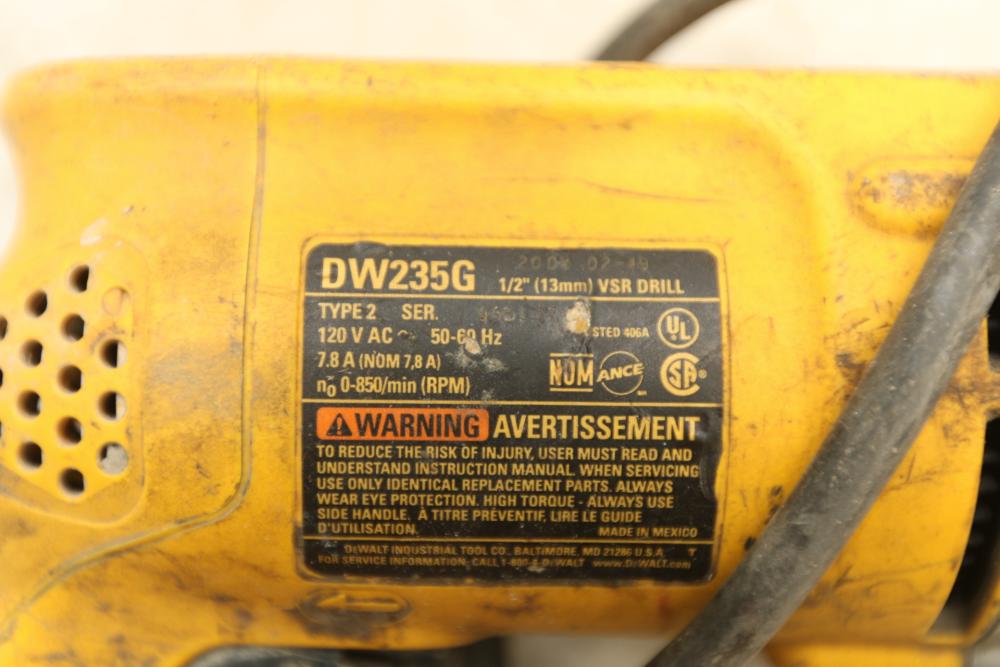 DW235G
1/2" (13mm) VSR DRILL
TYPE 2 SER.
120 V AC ~ 50-60 Hz
STED 406A
UL
7.8 A (NOM 7,8 A)
NOM ANCE SA®
n₀ 0-850/min (RPM)
⚠WARNING AVERTISSEMENT
TO REDUCE THE RISK OF INJURY, USER MUST READ AND
UNDERSTAND INSTRUCTION MANUAL. WHEN SERVICING
USE ONLY IDENTICAL REPLACEMENT PARTS. ALWAYS
WEAR EYE PROTECTION. HIGH TORQUE - ALWAYS USE
SIDE HANDLE. À TITRE PRÉVENTIF, LIRE LE GUIDE
D'UTILISATION. MADE IN MEXICO
DEWALT INDUSTRIAL TOOL CO., BALTIMORE, MD 21286 U.S.A. T
FOR SERVICE INFORMATION, CALL 1-800-4-DEWALT www.DEWALT.com